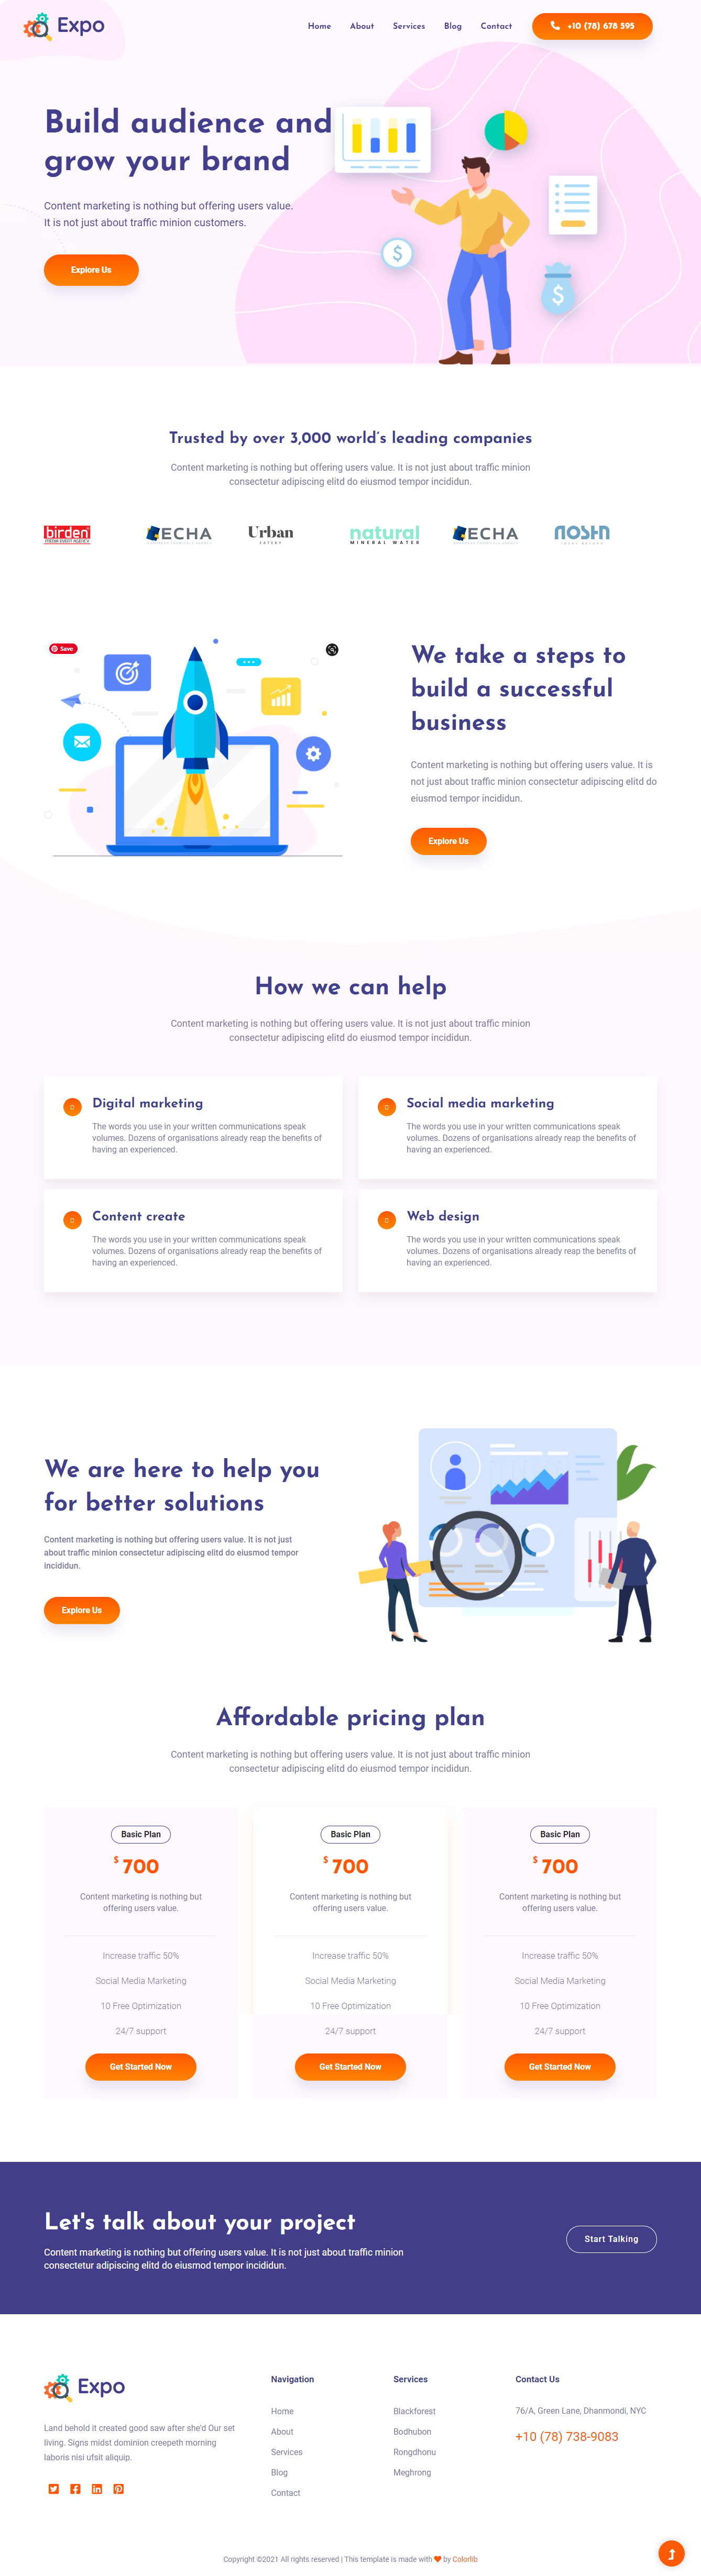 Expo
Home About Services Blog Contact +10 (78) 678 595
Build audience and
grow your brand
Content marketing is nothing but offering users value.
It is not just about traffic minion customers.
Explore Us
Trusted by over 3,000 world's leading companies
Content marketing is nothing but offering users value. It is not just about traffic minion
consectetur adipiscing elitd do eiusmod tempor incididun.
birden
MEDIA EVENT AGENCY
ECHA
Urban
EATERY
natural
MINERAL WATER
ECHA
Save
We take a steps to
build a successful
business
Content marketing is nothing but offering users value. It is
not just about traffic minion consectetur adipiscing elitd do
eiusmod tempor incididun.
Explore Us
How we can help
Content marketing is nothing but offering users value. It is not just about traffic minion
consectetur adipiscing elitd do eiusmod tempor incididun.
Digital marketing
The words you use in your written communications speak
volumes. Dozens of organisations already reap the benefits of
having an experienced.
Social media marketing
The words you use in your written communications speak
volumes. Dozens of organisations already reap the benefits of
having an experienced.
Content create
The words you use in your written communications speak
volumes. Dozens of organisations already reap the benefits of
having an experienced.
Web design
The words you use in your written communications speak
volumes. Dozens of organisations already reap the benefits of
having an experienced.
We are here to help you
for better solutions
Content marketing is nothing but offering users value. It is not just
about traffic minion consectetur adipiscing elitd do eiusmod tempor
incididun.
Explore Us
Affordable pricing plan
Content marketing is nothing but offering users value. It is not just about traffic minion
consectetur adipiscing elitd do eiusmod tempor incididun.
Basic Plan
$ 700
Content marketing is nothing but
offering users value.
Increase traffic 50%
Social Media Marketing
10 Free Optimization
24/7 support
Get Started Now
Basic Plan
$ 700
Content marketing is nothing but
offering users value.
Increase traffic 50%
Social Media Marketing
10 Free Optimization
24/7 support
Get Started Now
Basic Plan
$ 700
Content marketing is nothing but
offering users value.
Increase traffic 50%
Social Media Marketing
10 Free Optimization
24/7 support
Get Started Now
Let's talk about your project
Content marketing is nothing but offering users value. It is not just about traffic minion
consectetur adipiscing elitd do eiusmod tempor incididun.
Start Talking
Expo
Land behold it created good saw after she'd Our set
living. Signs midst dominion creepeth morning
laboris nisi ufsit aliquip.
Navigation
Home
About
Services
Blog
Contact
Services
Blackforest
Bodhubon
Rongdhonu
Meghrong
Contact Us
76/A, Green Lane, Dhanmondi, NYC
+10 (78) 738-9083
Copyright ©2021 All rights reserved | This template is made with ♥ by Colorlib